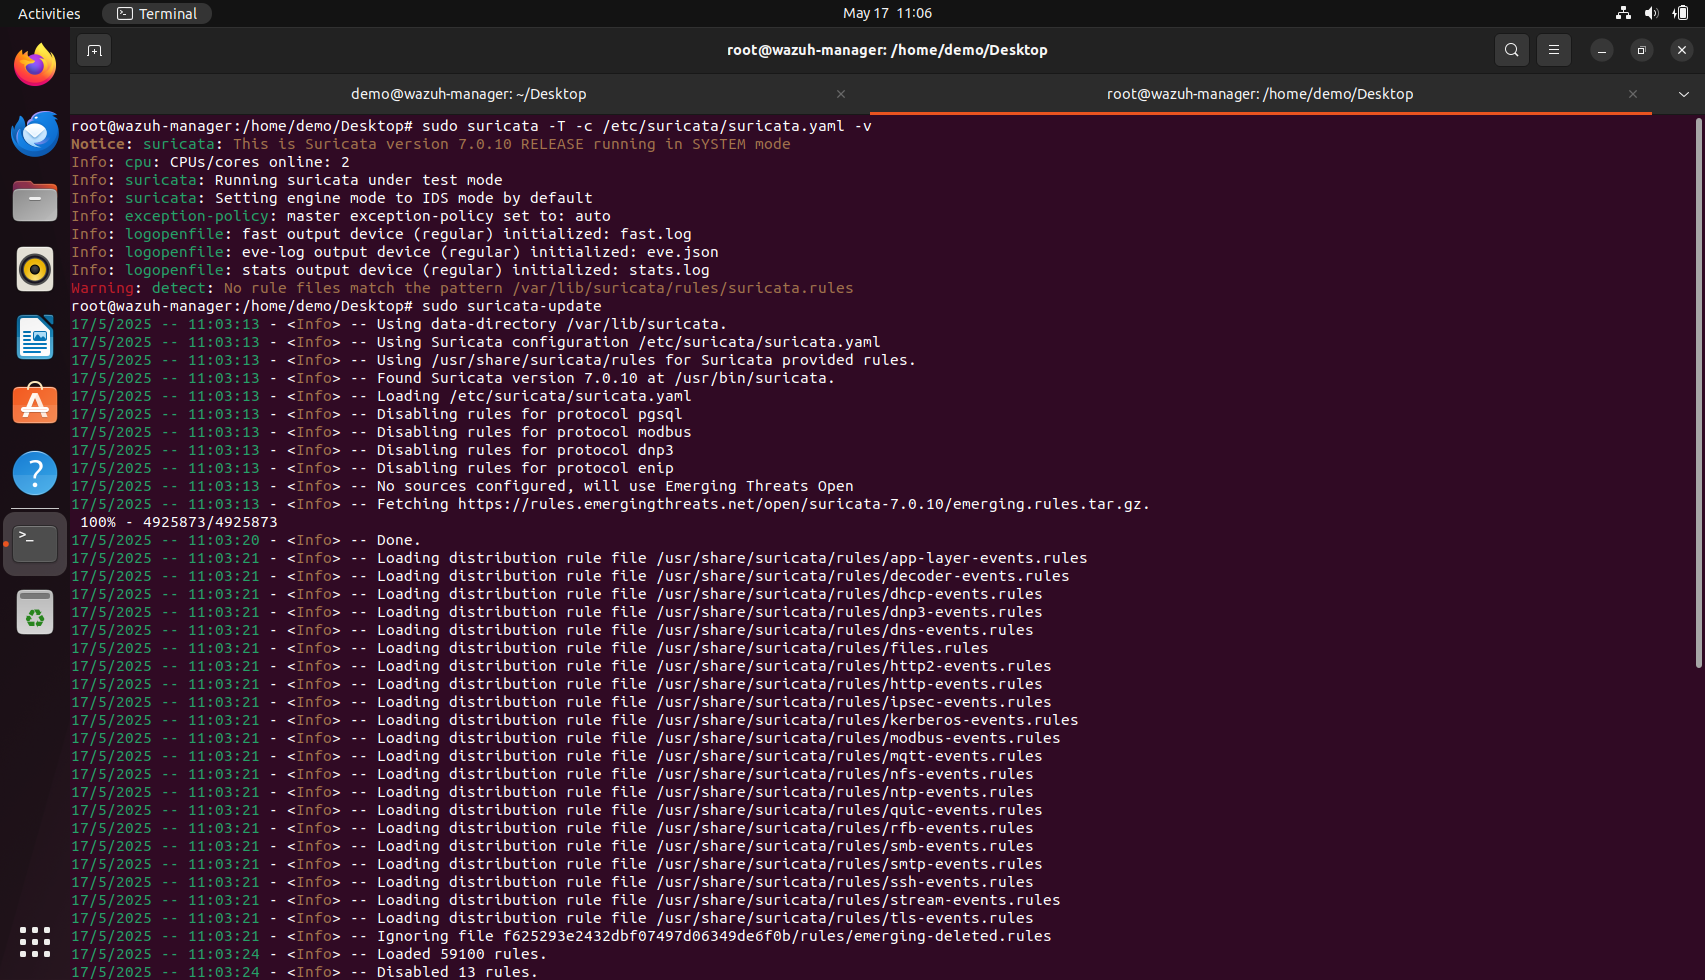 Activities
Terminal
May 17 11:06
root@wazuh-manager: /home/demo/Desktop
demo@wazuh-manager: ~/Desktop
root@wazuh-manager: /home/demo/Desktop
root@wazuh-manager:/home/demo/Desktop# sudo suricata -T -c /etc/suricata/suricata.yaml -v
Notice: suricata: This is Suricata version 7.0.10 RELEASE running in SYSTEM mode
Info: cpu: CPUs/cores online: 2
Info: suricata: Running suricata under test mode
Info: suricata: Setting engine mode to IDS mode by default
Info: exception-policy: master exception-policy set to: auto
Info: logopenfile: fast output device (regular) initialized: fast.log
Info: logopenfile: eve-log output device (regular) initialized: eve.json
Info: logopenfile: stats output device (regular) initialized: stats.log
Warning: detect: No rule files match the pattern /var/lib/suricata/rules/suricata.rules
root@wazuh-manager:/home/demo/Desktop# sudo suricata-update
17/5/2025 -- 11:03:13 - <Info> -- Using data-directory /var/lib/suricata.
17/5/2025 -- 11:03:13 - <Info> -- Using Suricata configuration /etc/suricata/suricata.yaml
17/5/2025 -- 11:03:13 - <Info> -- Using /usr/share/suricata/rules for Suricata provided rules.
17/5/2025 -- 11:03:13 - <Info> -- Found Suricata version 7.0.10 at /usr/bin/suricata.
17/5/2025 -- 11:03:13 - <Info> -- Loading /etc/suricata/suricata.yaml
17/5/2025 -- 11:03:13 - <Info> -- Disabling rules for protocol pgsql
17/5/2025 -- 11:03:13 - <Info> -- Disabling rules for protocol modbus
17/5/2025 -- 11:03:13 - <Info> -- Disabling rules for protocol dnp3
17/5/2025 -- 11:03:13 - <Info> -- Disabling rules for protocol enip
17/5/2025 -- 11:03:13 - <Info> -- No sources configured, will use Emerging Threats Open
17/5/2025 -- 11:03:13 - <Info> -- Fetching https://rules.emergingthreats.net/open/suricata-7.0.10/emerging.rules.tar.gz.
100% - 4925873/4925873
17/5/2025 -- 11:03:20 - <Info> -- Done.
17/5/2025 -- 11:03:21 - <Info> -- Loading distribution rule file /usr/share/suricata/rules/app-layer-events.rules
17/5/2025 -- 11:03:21 - <Info> -- Loading distribution rule file /usr/share/suricata/rules/decoder-events.rules
17/5/2025 -- 11:03:21 - <Info> -- Loading distribution rule file /usr/share/suricata/rules/dhcp-events.rules
17/5/2025 -- 11:03:21 - <Info> -- Loading distribution rule file /usr/share/suricata/rules/dnp3-events.rules
17/5/2025 -- 11:03:21 - <Info> -- Loading distribution rule file /usr/share/suricata/rules/dns-events.rules
17/5/2025 -- 11:03:21 - <Info> -- Loading distribution rule file /usr/share/suricata/rules/files.rules
17/5/2025 -- 11:03:21 - <Info> -- Loading distribution rule file /usr/share/suricata/rules/http2-events.rules
17/5/2025 -- 11:03:21 - <Info> -- Loading distribution rule file /usr/share/suricata/rules/http-events.rules
17/5/2025 -- 11:03:21 - <Info> -- Loading distribution rule file /usr/share/suricata/rules/ipsec-events.rules
17/5/2025 -- 11:03:21 - <Info> -- Loading distribution rule file /usr/share/suricata/rules/kerberos-events.rules
17/5/2025 -- 11:03:21 - <Info> -- Loading distribution rule file /usr/share/suricata/rules/modbus-events.rules
17/5/2025 -- 11:03:21 - <Info> -- Loading distribution rule file /usr/share/suricata/rules/mqtt-events.rules
17/5/2025 -- 11:03:21 - <Info> -- Loading distribution rule file /usr/share/suricata/rules/nfs-events.rules
17/5/2025 -- 11:03:21 - <Info> -- Loading distribution rule file /usr/share/suricata/rules/ntp-events.rules
17/5/2025 -- 11:03:21 - <Info> -- Loading distribution rule file /usr/share/suricata/rules/quic-events.rules
17/5/2025 -- 11:03:21 - <Info> -- Loading distribution rule file /usr/share/suricata/rules/rfb-events.rules
17/5/2025 -- 11:03:21 - <Info> -- Loading distribution rule file /usr/share/suricata/rules/smb-events.rules
17/5/2025 -- 11:03:21 - <Info> -- Loading distribution rule file /usr/share/suricata/rules/smtp-events.rules
17/5/2025 -- 11:03:21 - <Info> -- Loading distribution rule file /usr/share/suricata/rules/ssh-events.rules
17/5/2025 -- 11:03:21 - <Info> -- Loading distribution rule file /usr/share/suricata/rules/stream-events.rules
17/5/2025 -- 11:03:21 - <Info> -- Loading distribution rule file /usr/share/suricata/rules/tls-events.rules
17/5/2025 -- 11:03:21 - <Info> -- Ignoring file f625293e2432dbf07497d06349de6f0b/rules/emerging-deleted.rules
17/5/2025 -- 11:03:24 - <Info> -- Loaded 59100 rules.
17/5/2025 -- 11:03:24 - <Info> -- Disabled 13 rules.